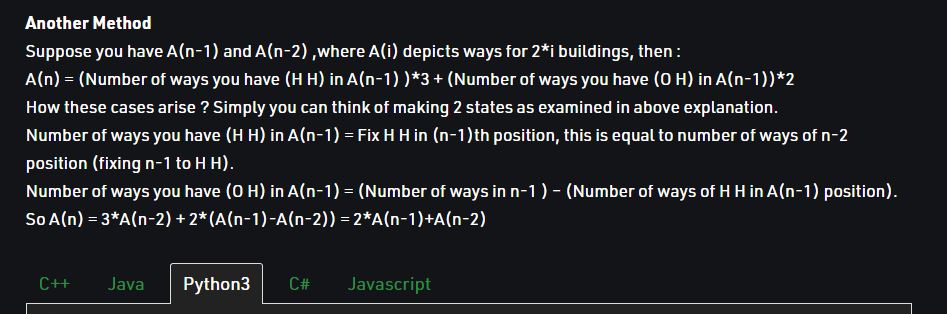 Another Method
Suppose you have A(n-1) and A(n-2) ,where A(i) depicts ways for 2*i buildings, then :
A(n) = (Number of ways you have (H H) in A(n-1) )*3 + (Number of ways you have (O H) in A(n-1))*2
How these cases arise ? Simply you can think of making 2 states as examined in above explanation.
Number of ways you have (H H) in A(n-1) = Fix H H in (n-1)th position, this is equal to number of ways of n-2
position (fixing n-1 to H H).
Number of ways you have (O H) in A(n-1) = (Number of ways in n-1 ) – (Number of ways of H H in A(n-1) position).
So A(n) = 3*A(n-2) + 2*(A(n-1)-A(n-2)) = 2*A(n-1)+A(n-2)
C++ Java Python3 C# Javascript